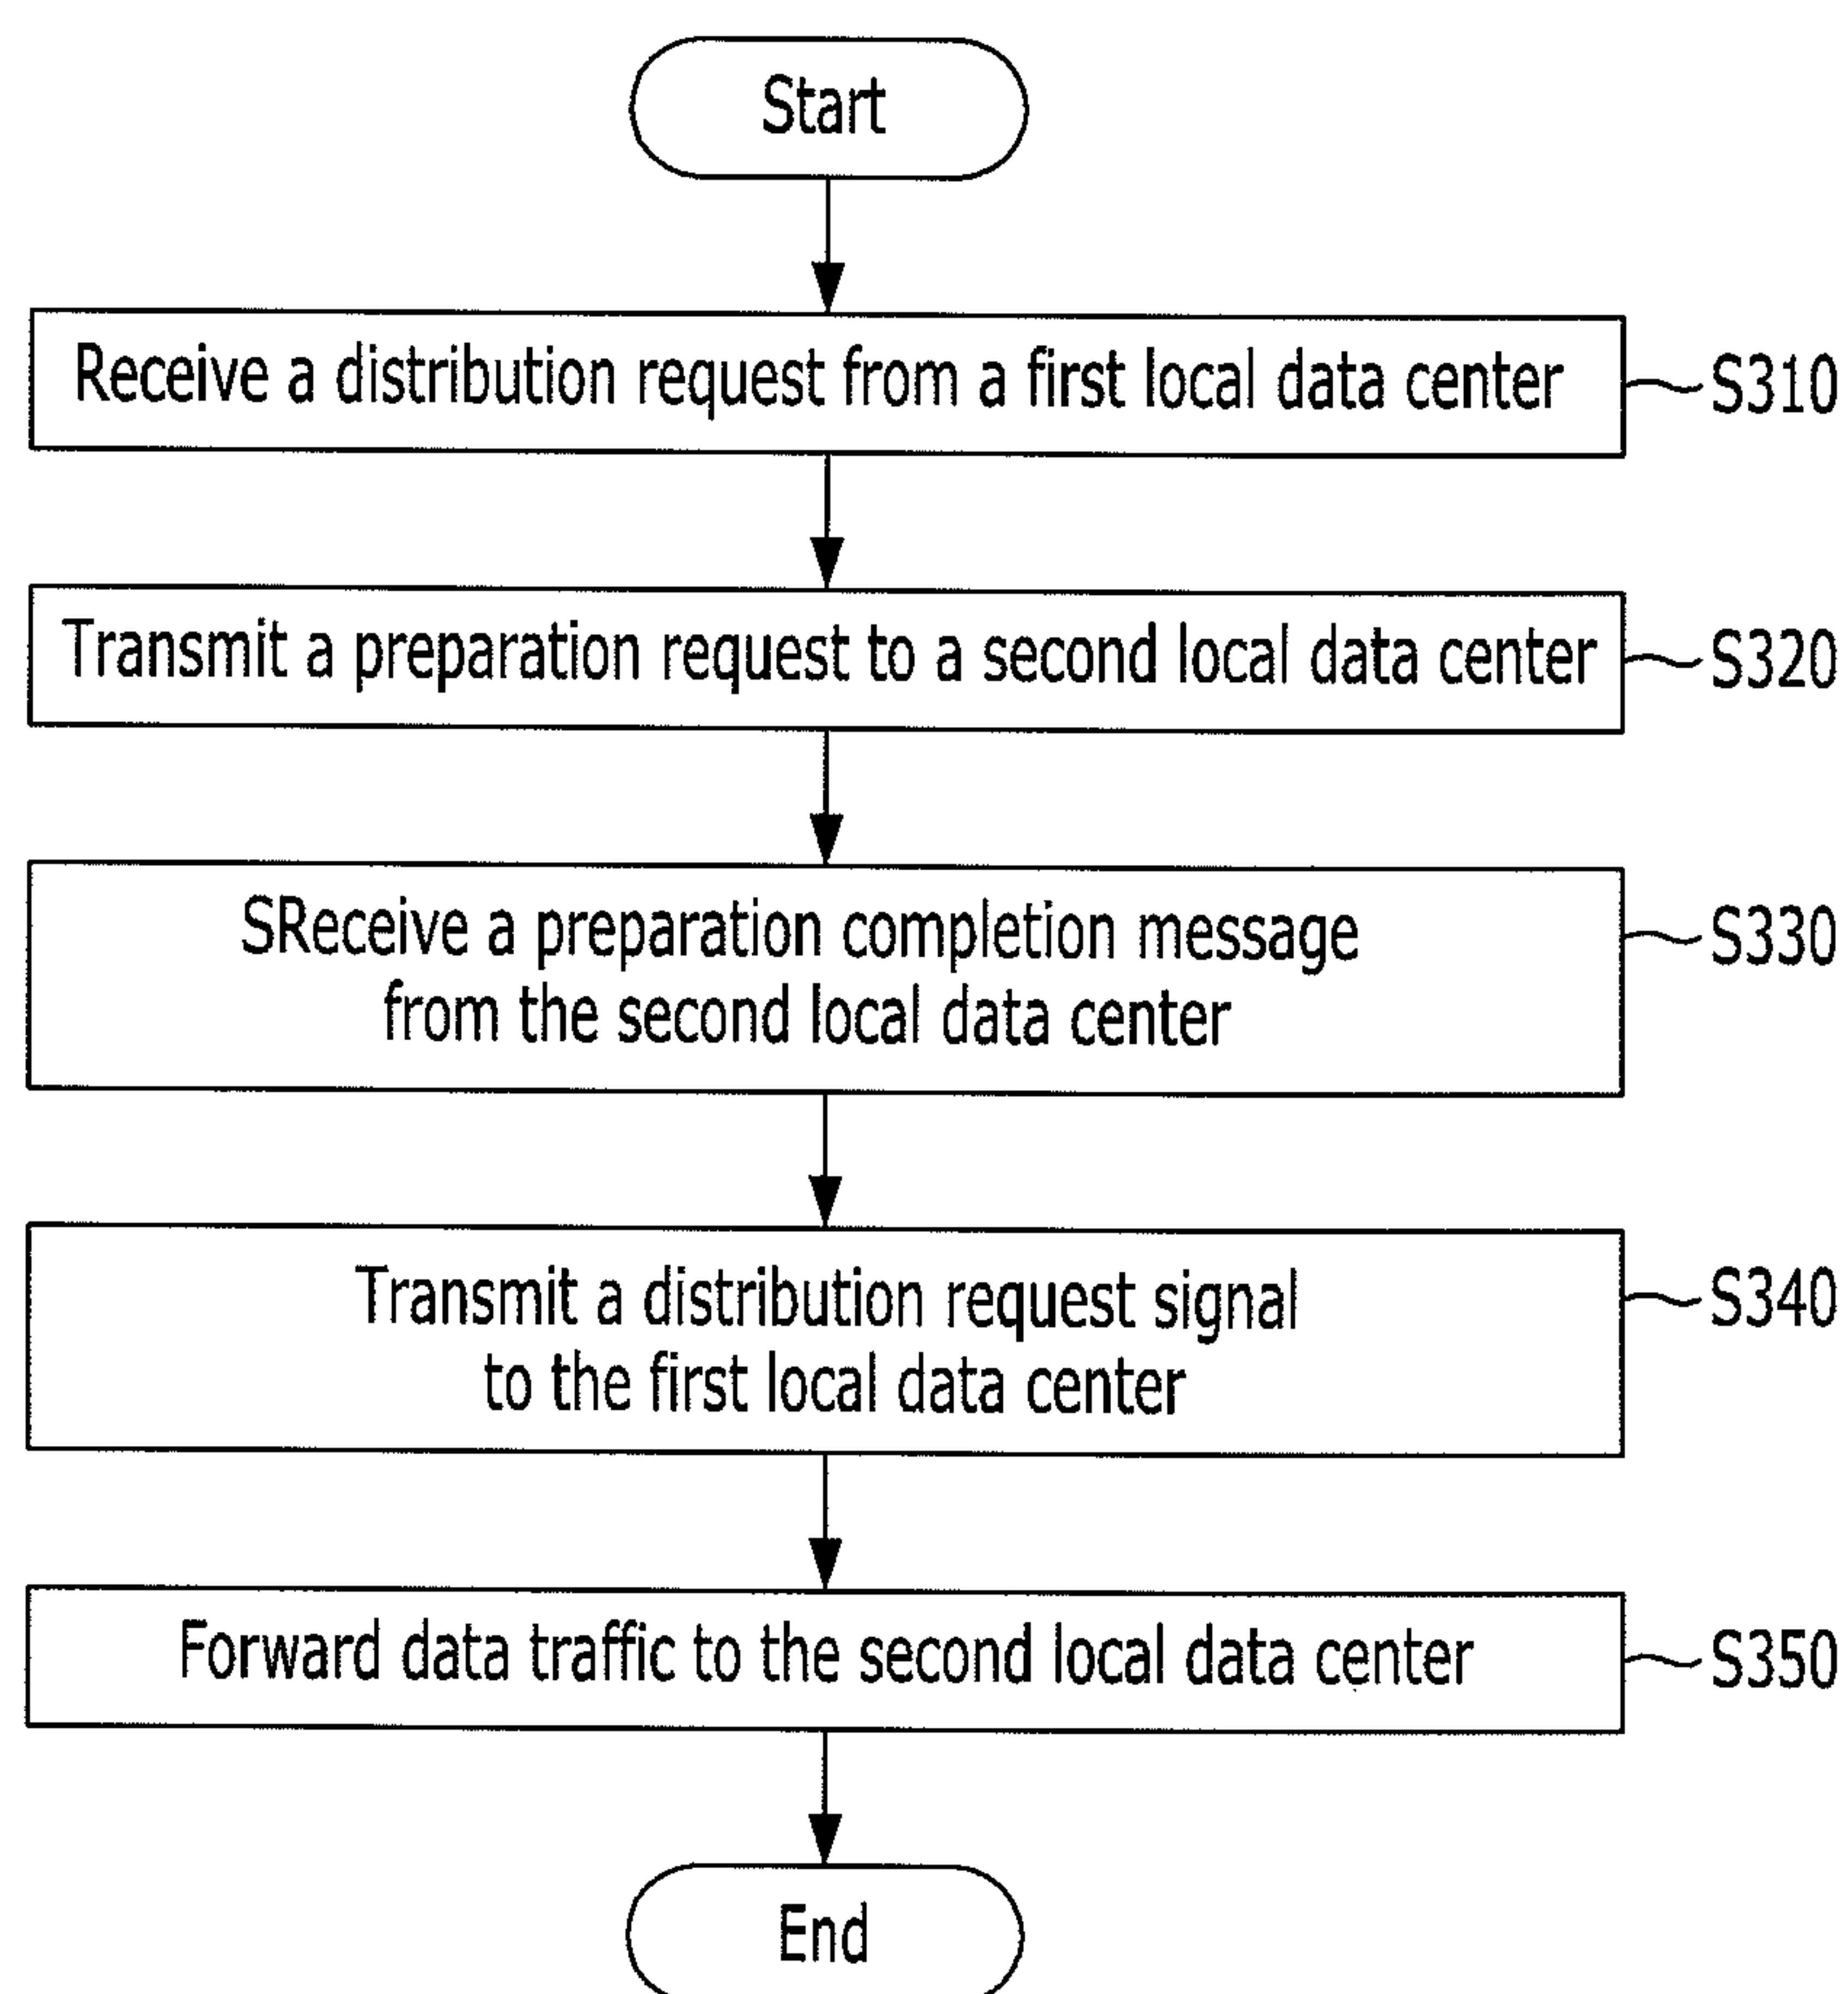 Start
Receive a distribution request from a first local data center
S310
Transmit a preparation request to a second local data center
S320
SReceive a preparation completion message
from the second local data center
S330
Transmit a distribution request signal
to the first local data center
S340
Forward data traffic to the second local data center
S350
End